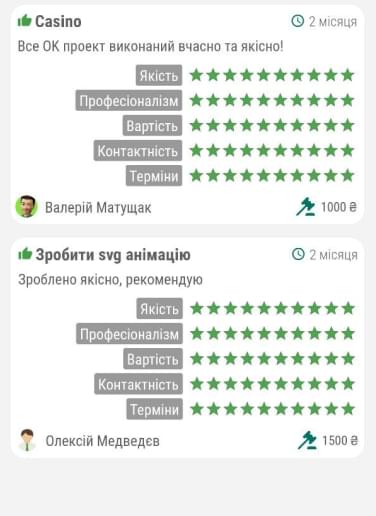 Casino 2 місяця
Все ОК проект виконаний вчасно та якісно!
Якість
Професіоналізм
Вартість
Контактність
Терміни
Валерій Матущак 1000 ₴
Зробити svg анімацію 2 місяця
Зроблено якісно, рекомендую
Якість
Професіоналізм
Вартість
Контактність
Терміни
Олексій Медведєв 1500 ₴